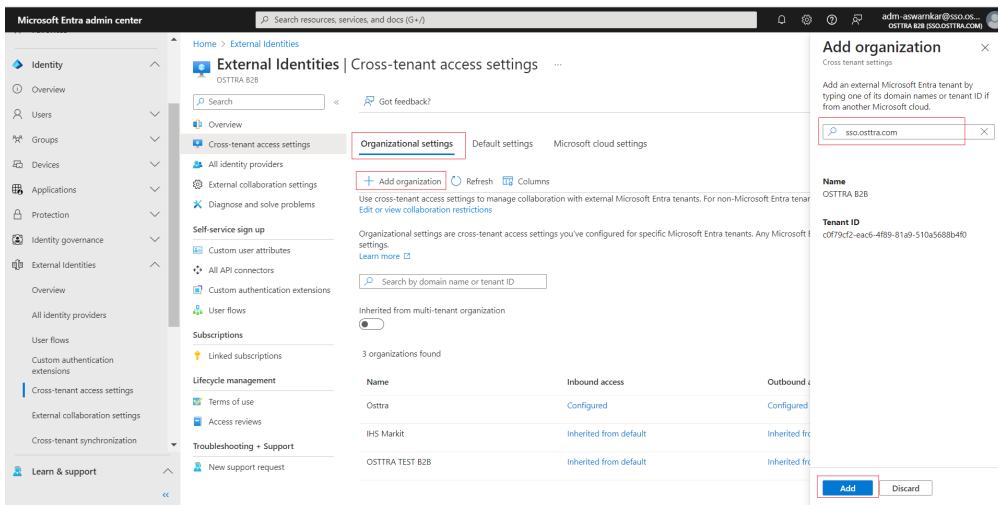 Microsoft Entra admin center
Search resources, services, and docs (G+/)
adm-aswarnkar@sso.os...
OSTTRA B2B (SSO.OSTTRA.COM)
Identity
Overview
Users
Groups
Devices
Applications
Protection
Identity governance
External Identities
Overview
All identity providers
User flows
Custom authentication
extensions
Cross-tenant access settings
External collaboration settings
Cross-tenant synchronization
Learn & support
Home > External Identities
External Identities | Cross-tenant access settings ...
OSTTRA B2B
Search
Overview
Cross-tenant access settings
All identity providers
External collaboration settings
Diagnose and solve problems
Self-service sign up
Custom user attributes
All API connectors
Custom authentication extensions
User flows
Subscriptions
Linked subscriptions
Lifecycle management
Terms of use
Access reviews
Troubleshooting + Support
New support request
Got feedback?
Organizational settings Default settings Microsoft cloud settings
Add organization Refresh Columns
Use cross-tenant access settings to manage collaboration with external Microsoft Entra tenants. For non-Microsoft Entra tenar
Edit or view collaboration restrictions
Organizational settings are cross-tenant access settings you've configured for specific Microsoft Entra tenants. Any Microsoft
settings.
Learn more
Search by domain name or tenant ID
Inherited from multi-tenant organization
3 organizations found
Name Inbound access Outbound
Osttra Configured Configured
IHS Markit Inherited from default Inherited fro
OSTTRA TEST B2B Inherited from default Inherited fro
Add organization
Cross tenant settings
Add an external Microsoft Entra tenant by
typing one of its domain names or tenant ID if
from another Microsoft cloud.
sso.osttra.com
Name
OSTTRA B2B
Tenant ID
c0f79cf2-eac6-4f89-81a9-510a5688b4f0
Add Discard